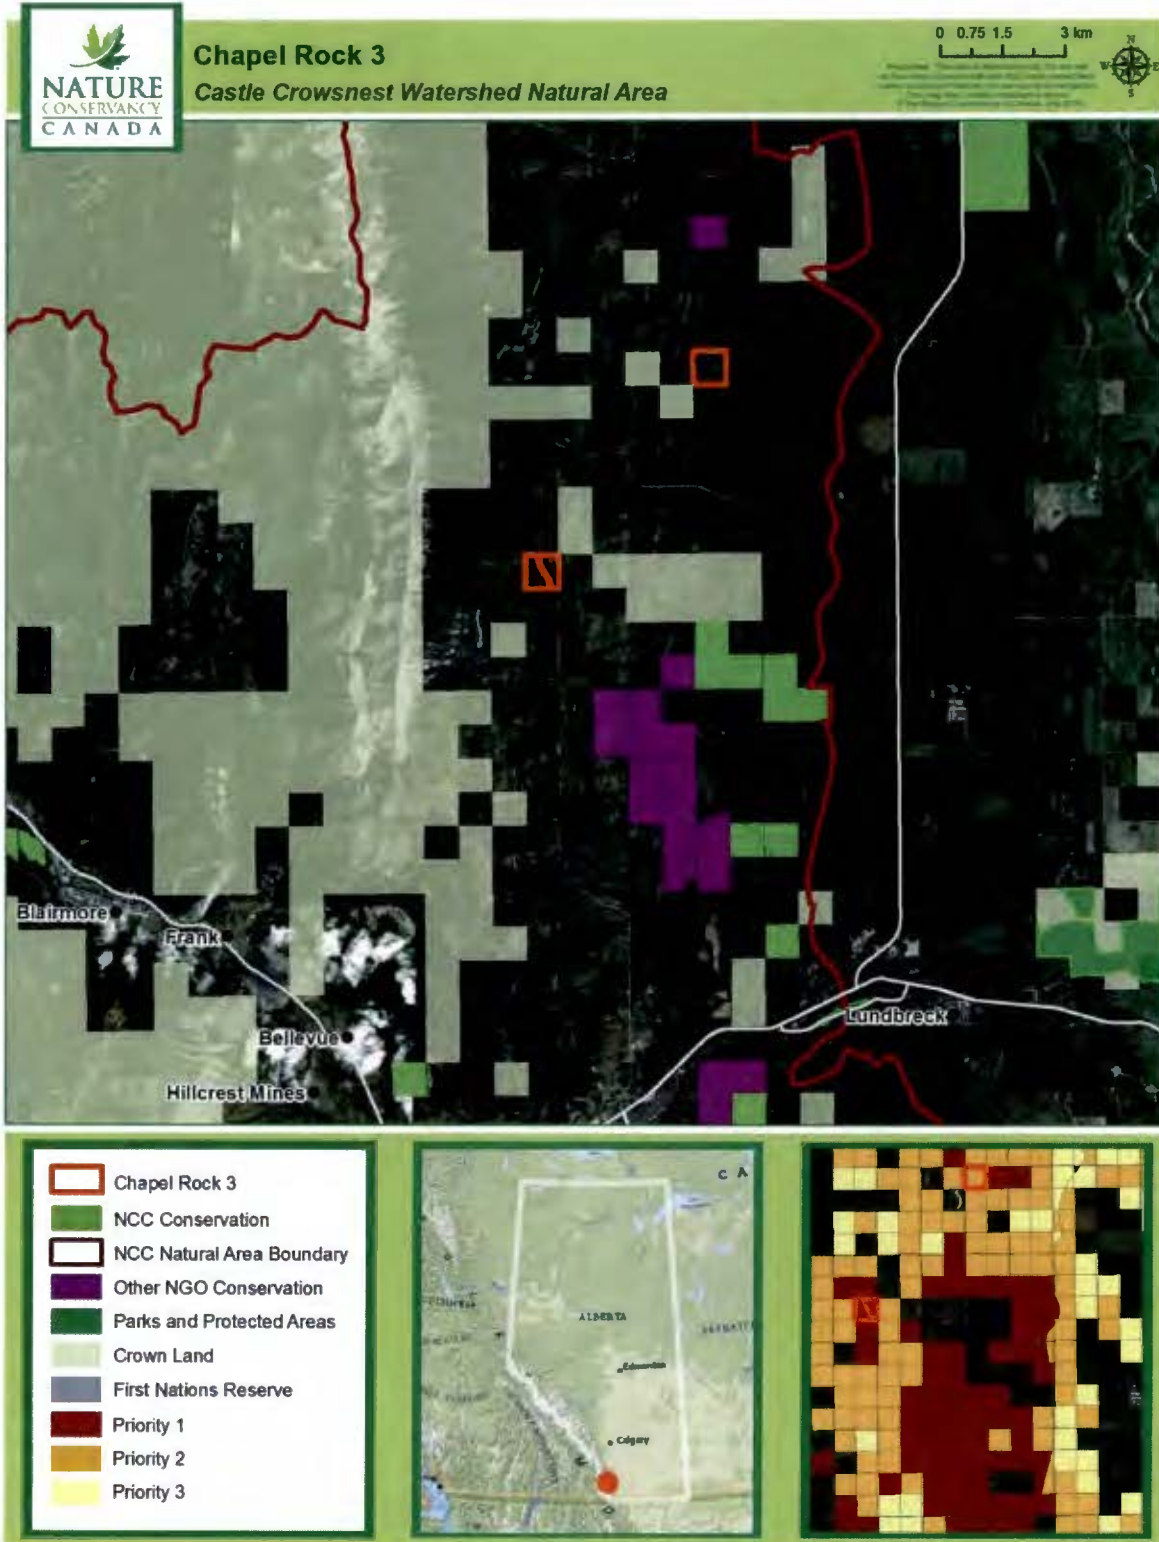 NATURE
CONSERVANCY
CANADA
Chapel Rock 3
Castle Crowsnest Watershed Natural Area
0 0.75 1.5 3 km
N
W E
S
Blairmore
Frank
Bellevue
Hillcrest Mines
Lundbreck
Chapel Rock 3
NCC Conservation
NCC Natural Area Boundary
Other NGO Conservation
Parks and Protected Areas
Crown Land
First Nations Reserve
Priority 1
Priority 2
Priority 3
C A
ALBERTA
Edmonton
Calgary